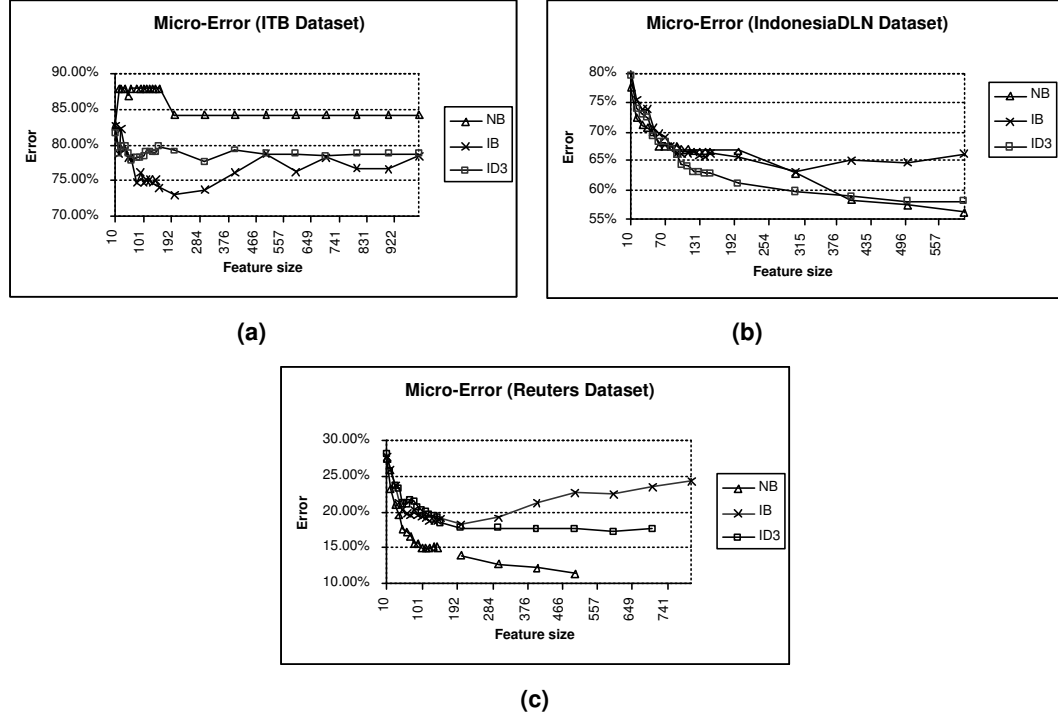 Micro-Error (ITB Dataset)
90.00%
85.00%
80.00%
75.00%
70.00%
Error
10
101
192
284
376
466
557
649
741
831
922
Feature size
NB
IB
ID3
(a)
Micro-Error (IndonesiaDLN Dataset)
80%
75%
70%
65%
60%
55%
Error
10
70
131
192
254
315
376
435
496
557
Feature size
NB
IB
ID3
(b)
Micro-Error (Reuters Dataset)
30.00%
25.00%
20.00%
15.00%
10.00%
Error
10
101
192
284
376
466
557
649
741
Feature size
NB
IB
ID3
(c)